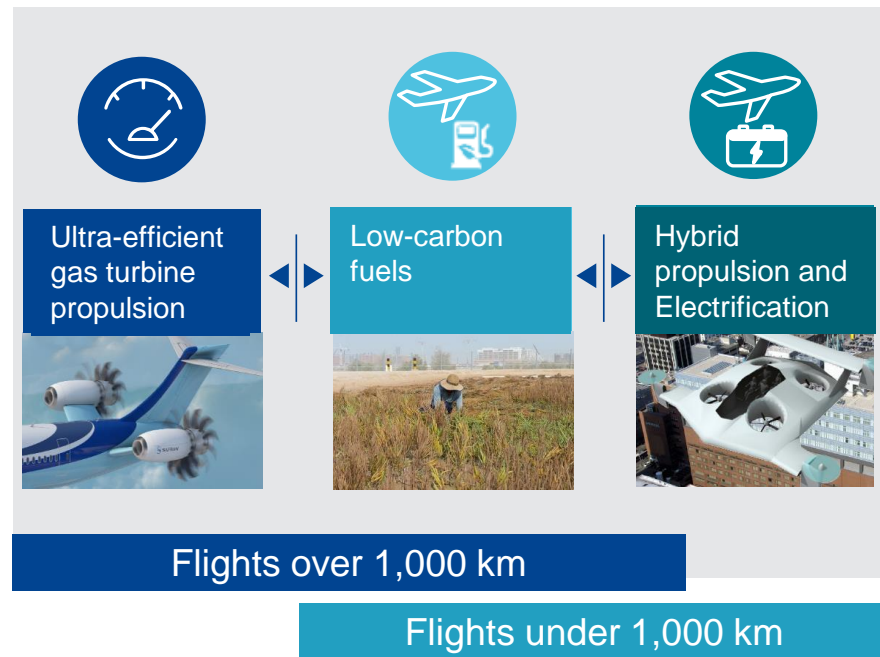 Ultra-efficient
gas turbine
propulsion
Low-carbon
fuels
Hybrid
propulsion and
Electrification
SAFRAN
Flights over 1,000 km
Flights under 1,000 km